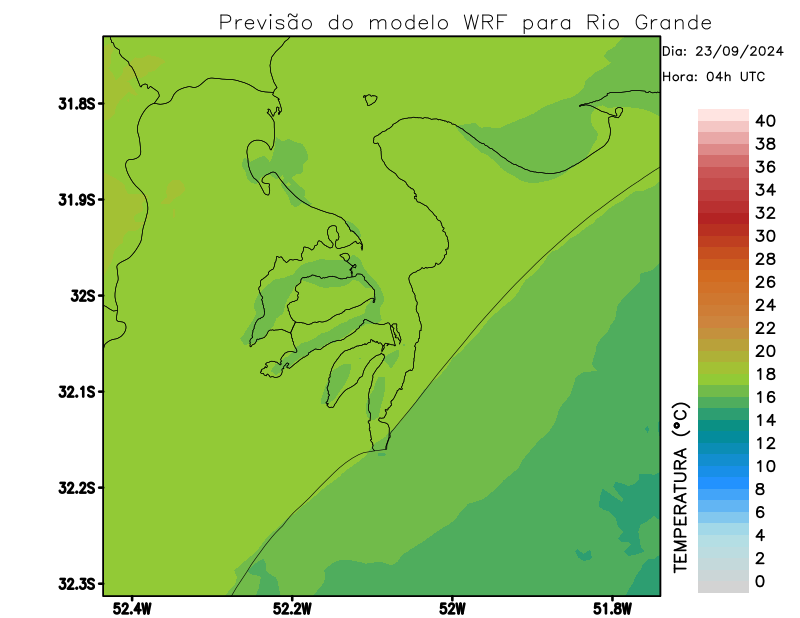 Previsão do modelo WRF para Rio Grande
Dia: 23/09/2024
Hora: 04h UTC
31.8S
31.9S
32S
32.1S
32.2S
32.3S
52.4W
52.2W
52W
51.8W
TEMPERATURA (°C)
40
38
36
34
32
30
28
26
24
22
20
18
16
14
12
10
8
6
4
2
0